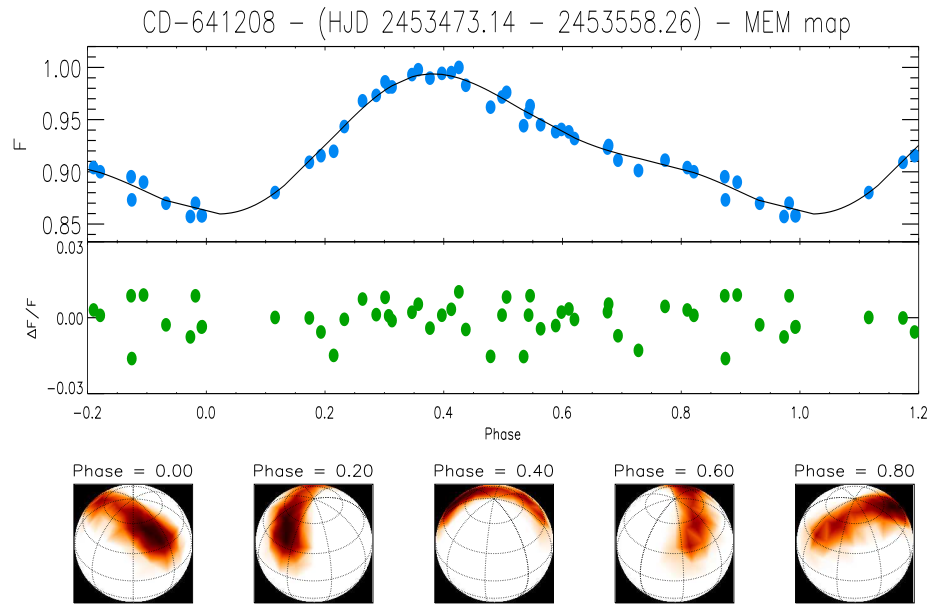 CD-641208 - (HJD 2453473.14 - 2453558.26) - MEM map
1.00
0.95
0.90
0.85
F
0.03
0.00
-0.03
ΔF/F
-0.2 0.0 0.2 0.4 0.6 0.8 1.0 1.2
Phase
Phase = 0.00 Phase = 0.20 Phase = 0.40 Phase = 0.60 Phase = 0.80